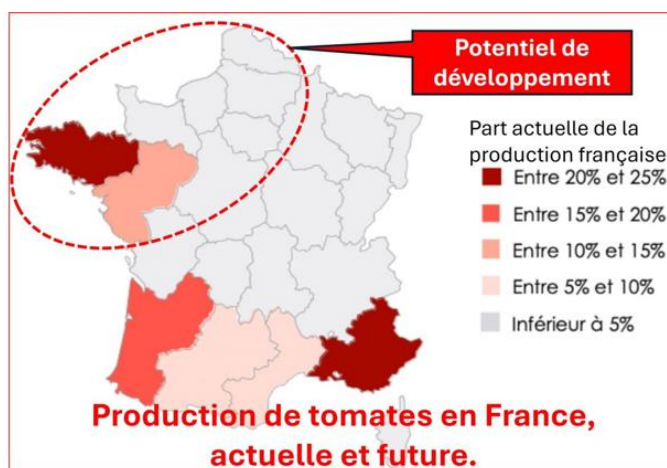 Potentiel de
développement
Part actuelle de la
production française
Entre 20% et 25%
Entre 15% et 20%
Entre 10% et 15%
Entre 5% et 10%
Inférieur à 5%
Production de tomates en France,
actuelle et future.